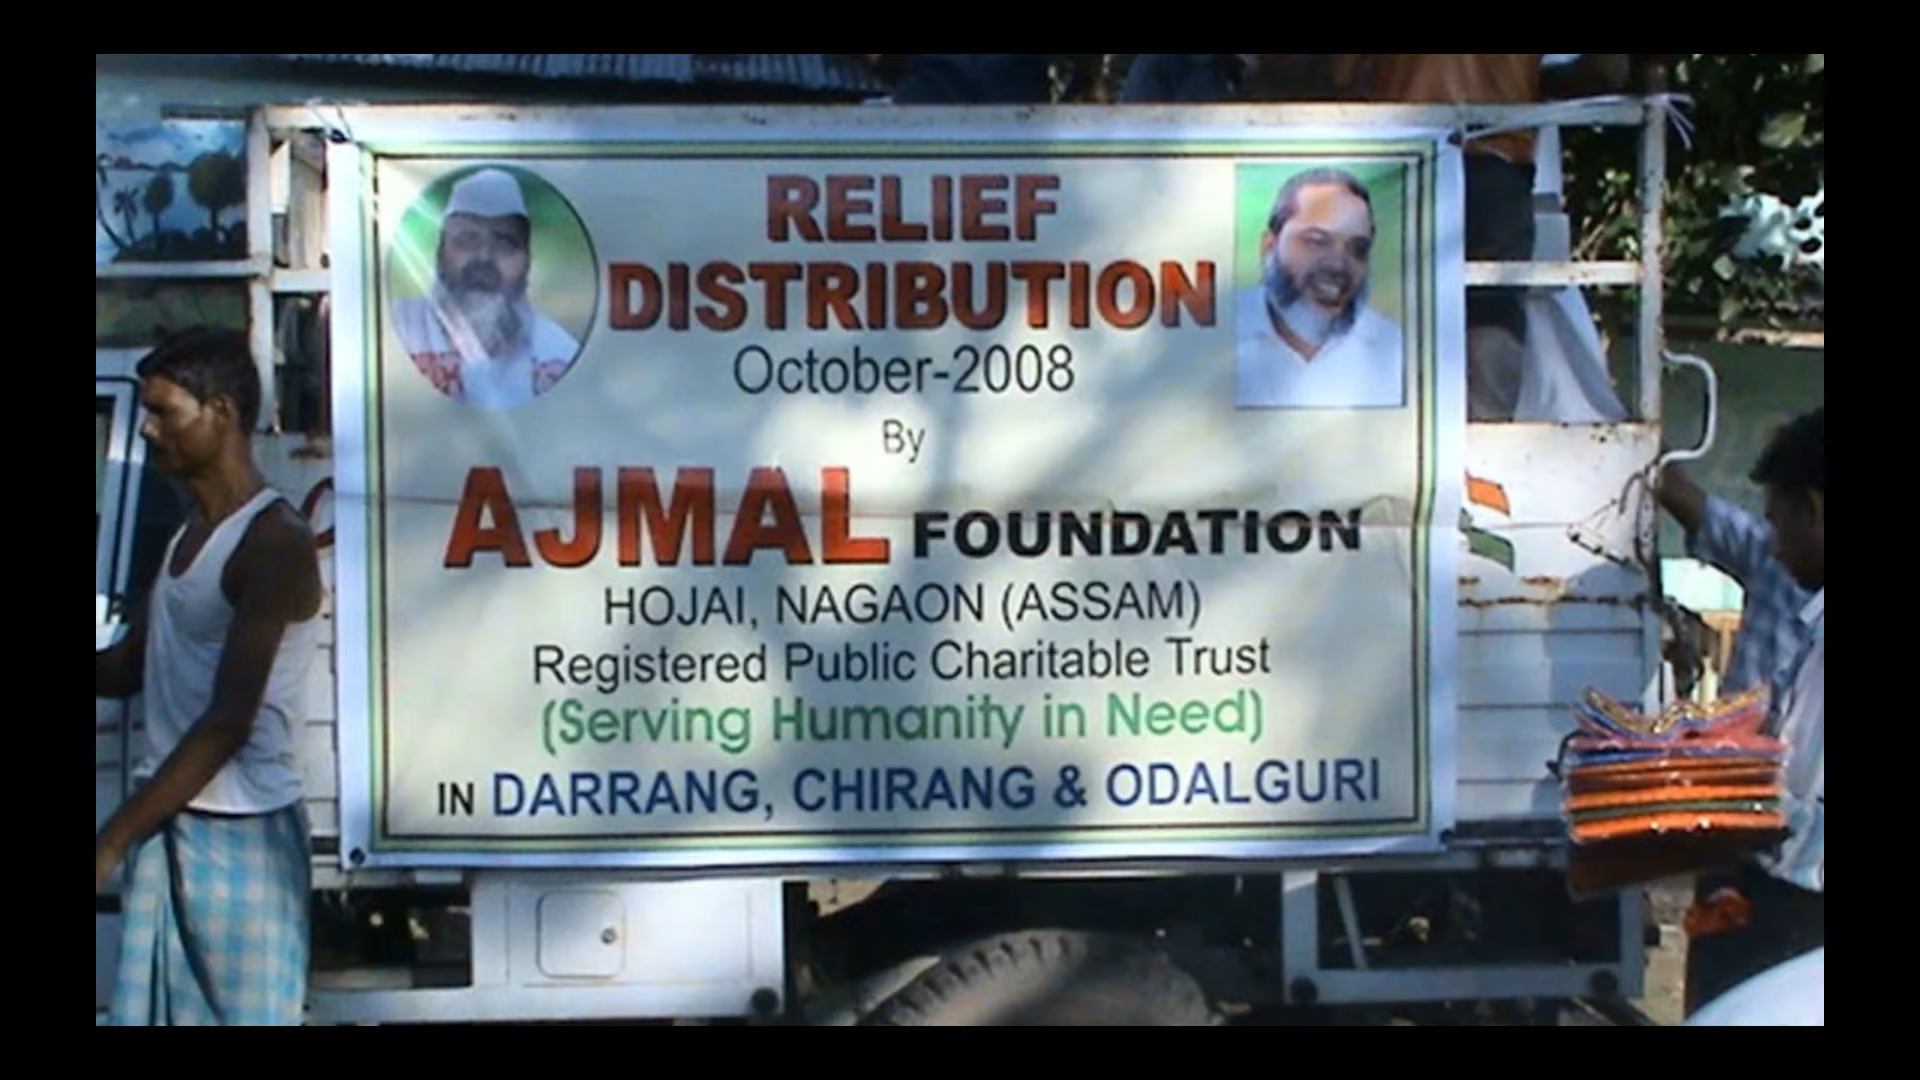 RELIEF
DISTRIBUTION
October-2008
By
AJMAL FOUNDATION
HOJAI, NAGAON (ASSAM)
Registered Public Charitable Trust
(Serving Humanity in Need)
IN DARRANG, CHIRANG & ODALGURI